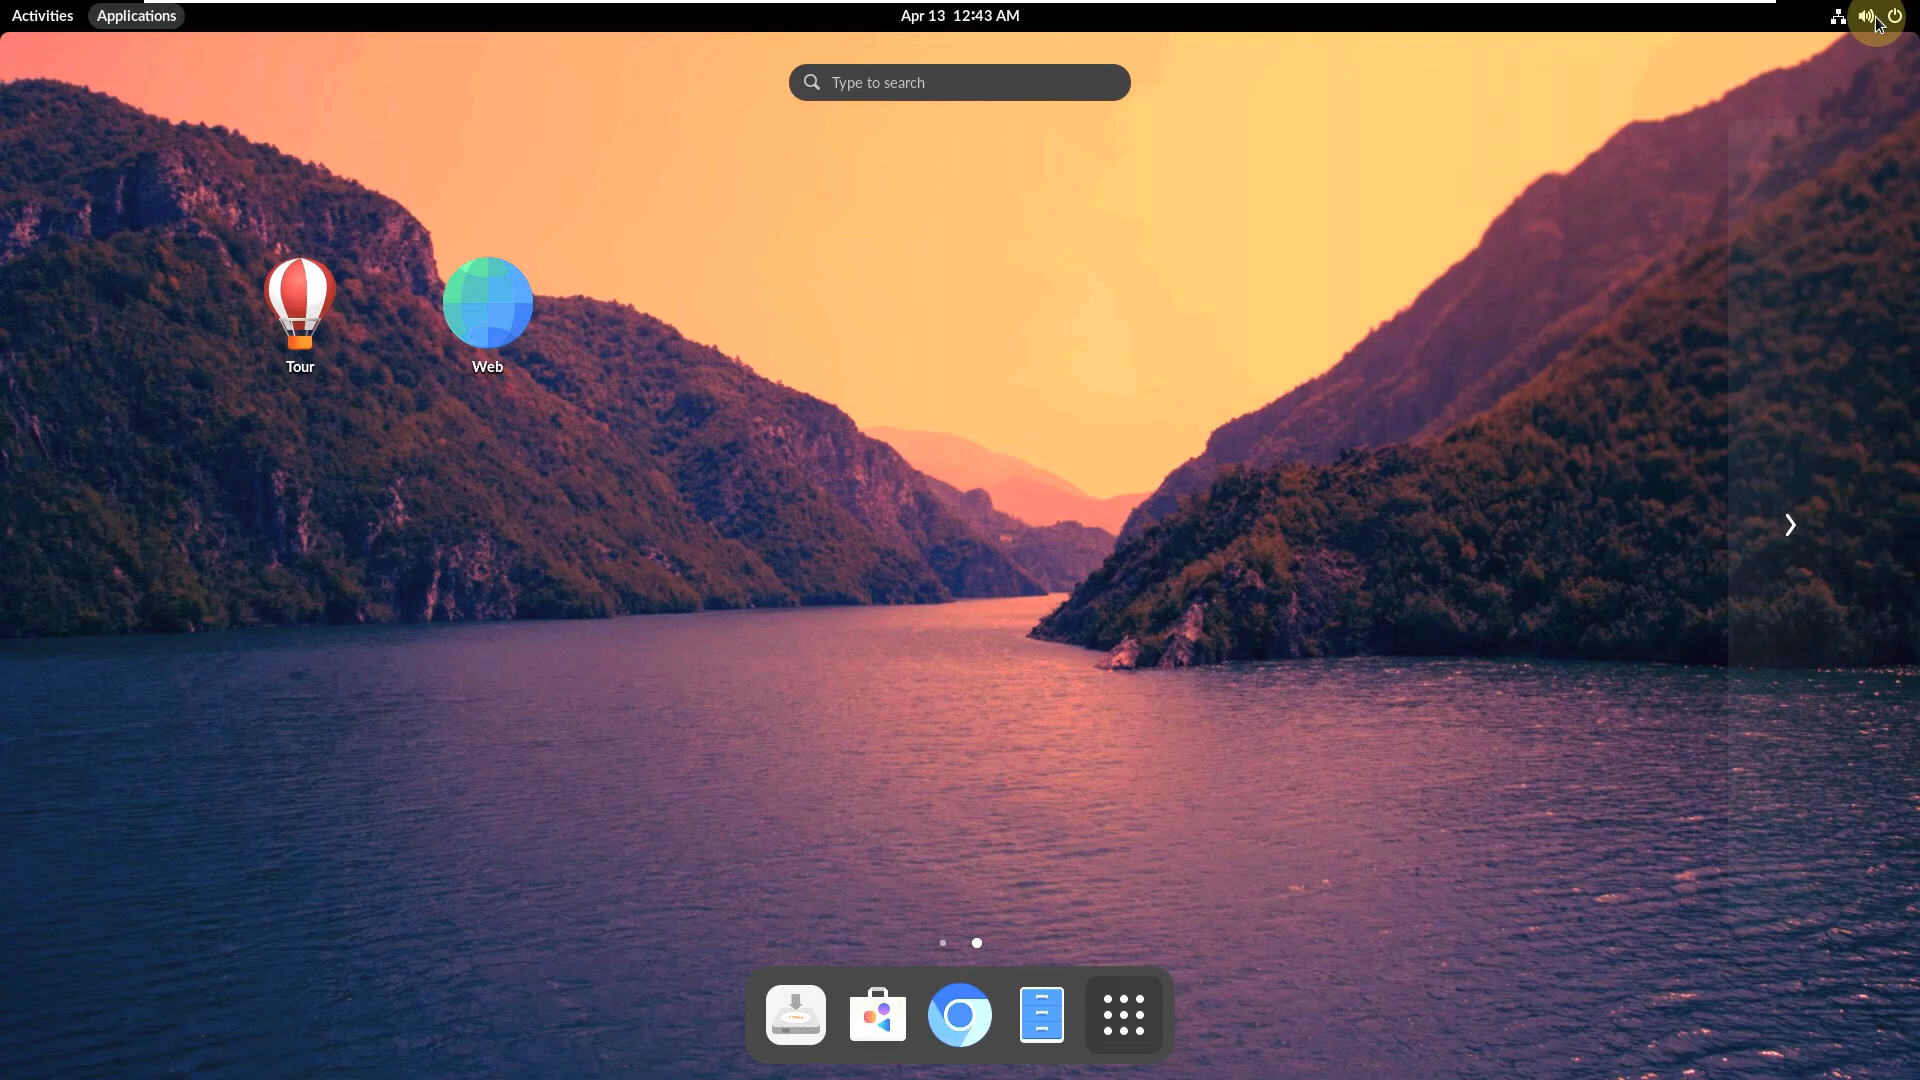 Activities
Applications
Apr 13 12:43 AM
Type to search
Tour
Web